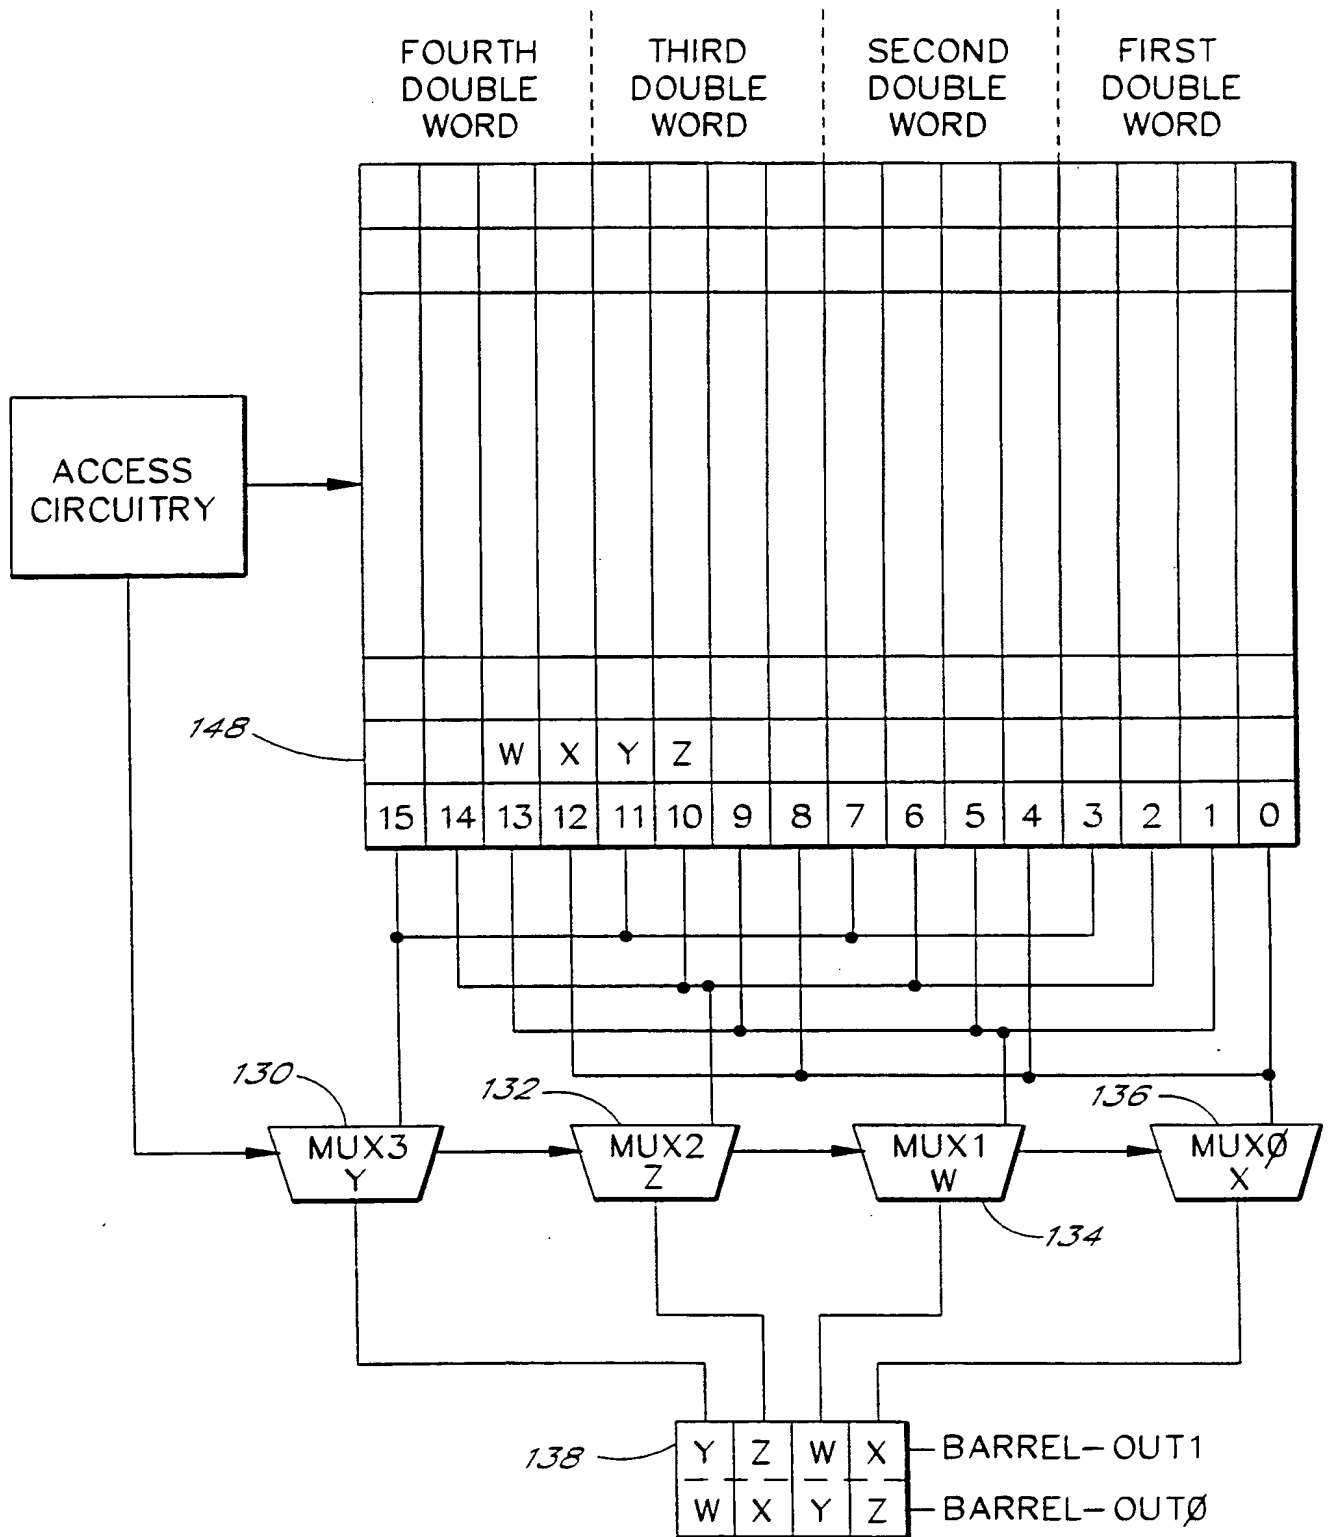 FOURTH DOUBLE WORD
THIRD DOUBLE WORD
SECOND DOUBLE WORD
FIRST DOUBLE WORD
ACCESS CIRCUITRY
148
W X Y Z
15 14 13 12 11 10 9 8 7 6 5 4 3 2 1 0
130
132
136
MUX3
Y
MUX2
Z
MUX1
W
MUX∅
X
134
138
Y Z W X
BARREL-OUT1
W X Y Z
BARREL-OUT∅